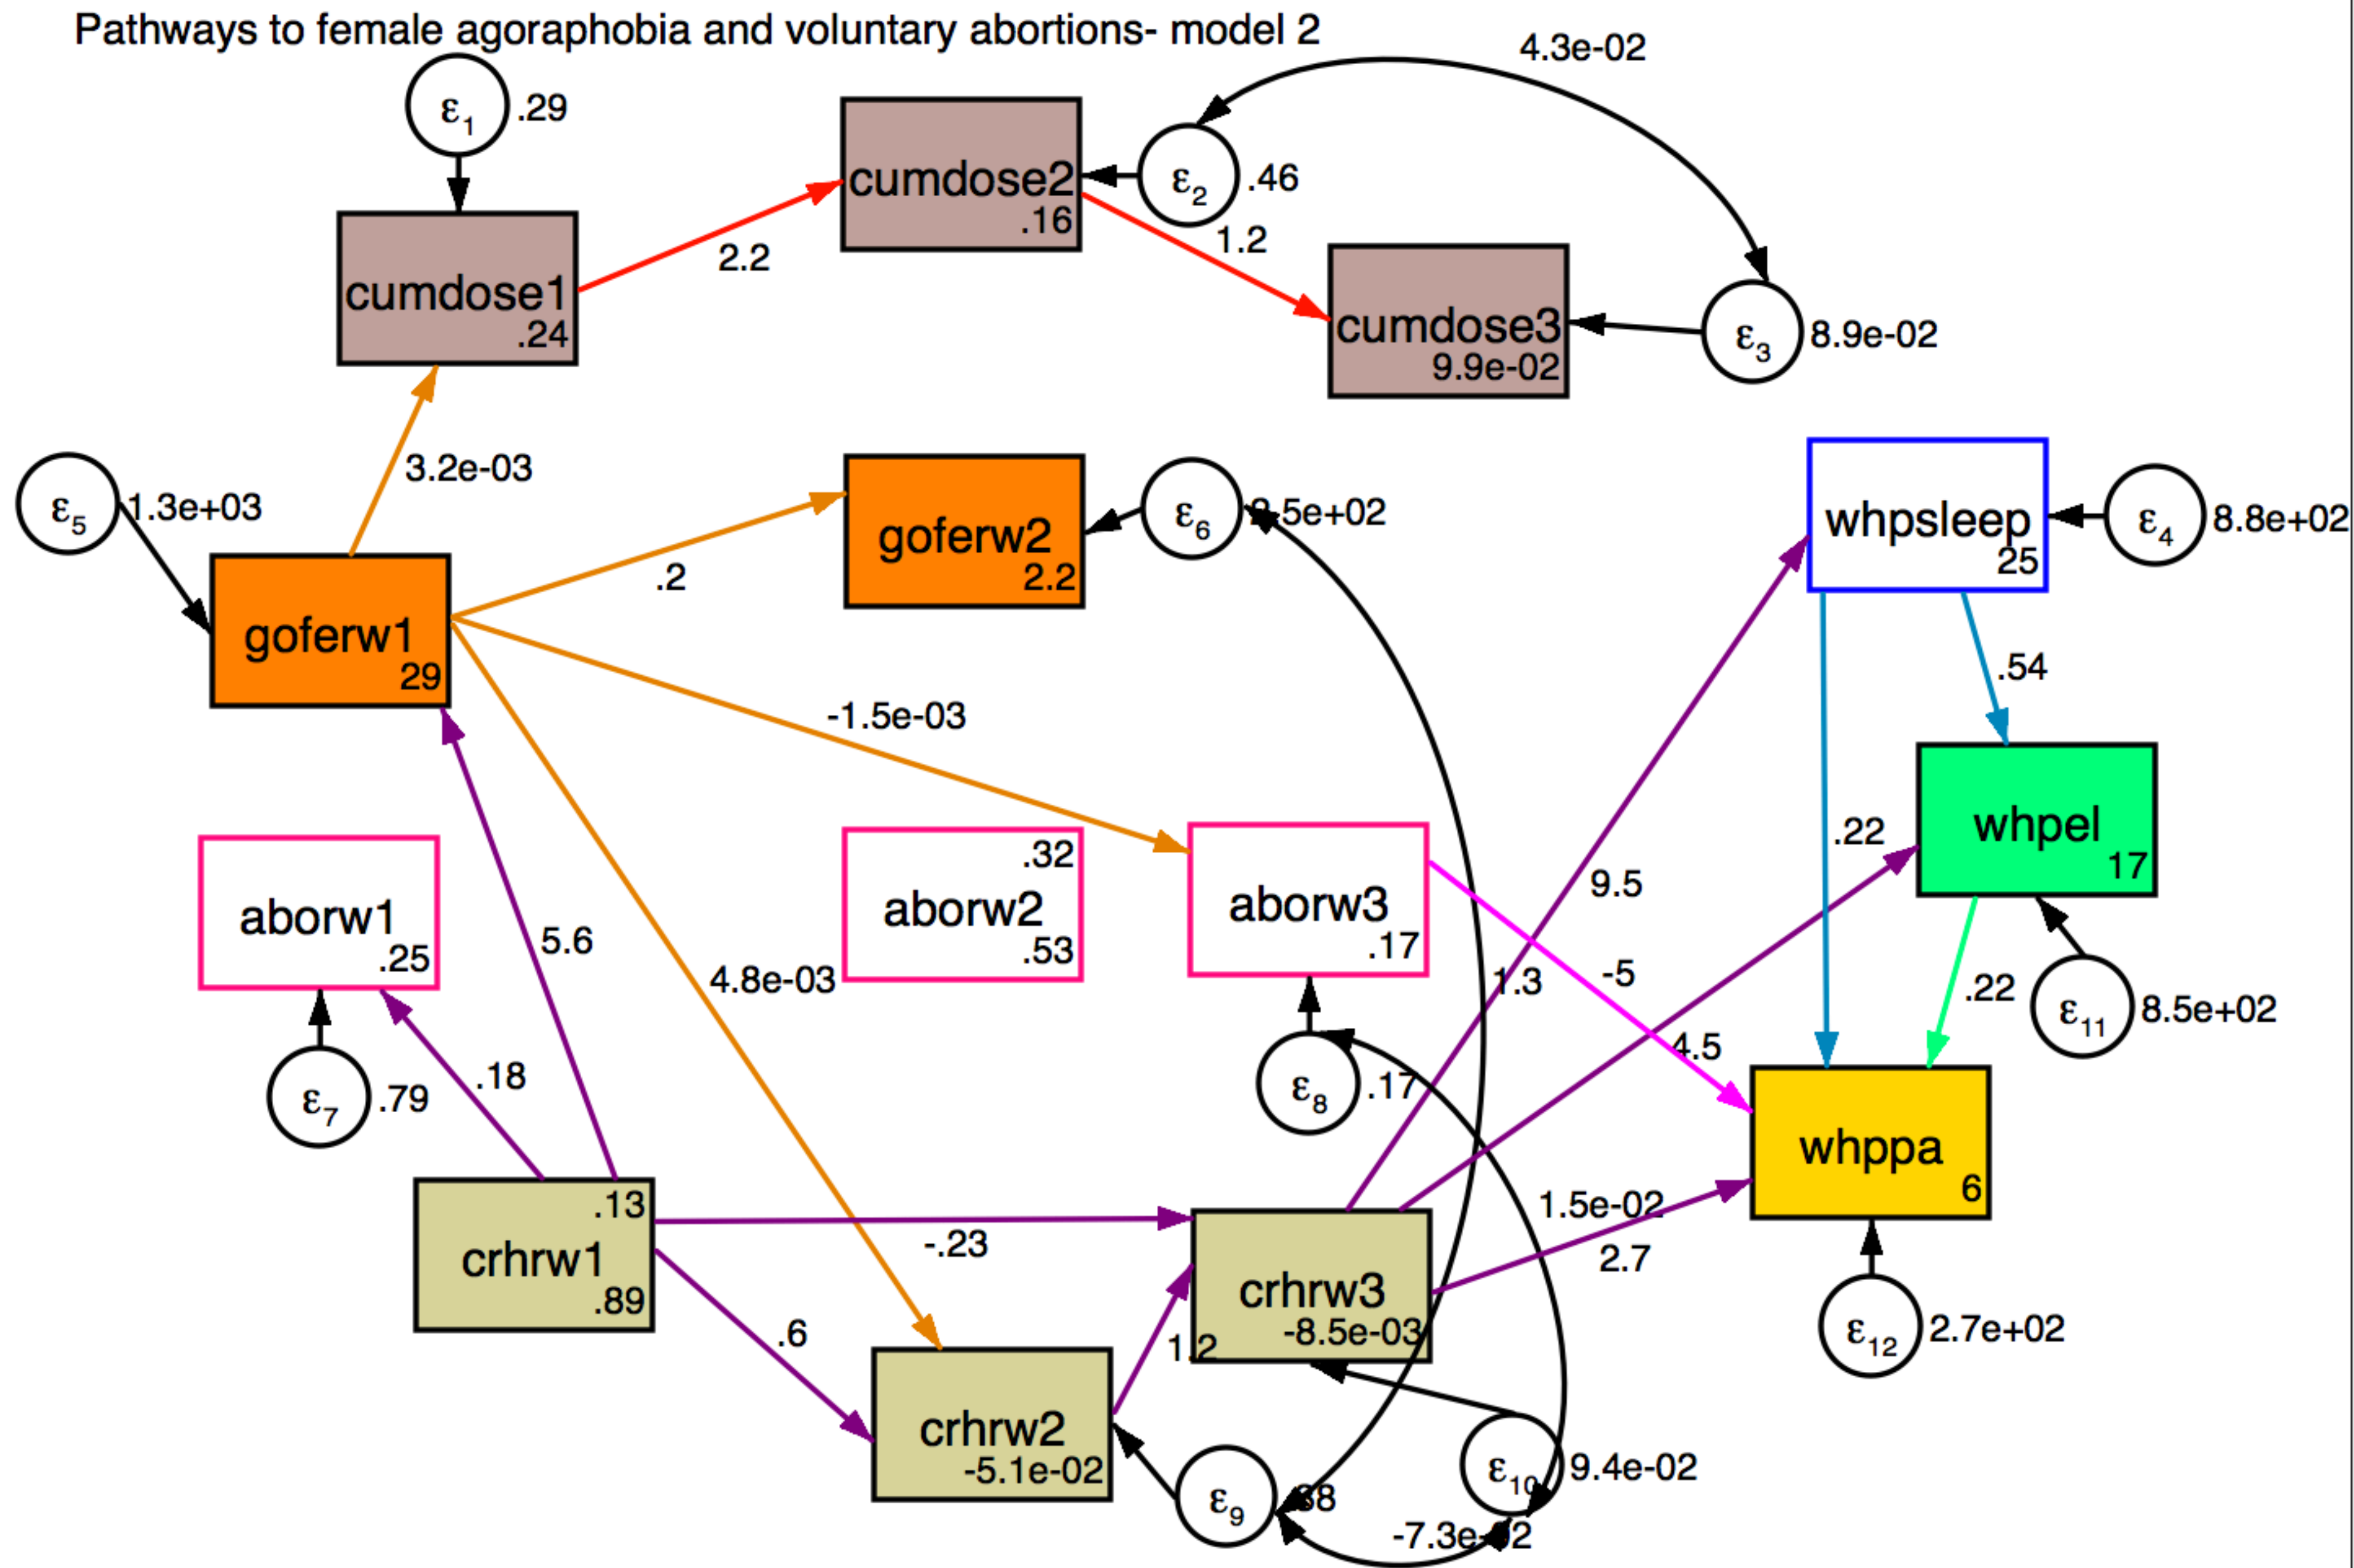 Pathways to female agoraphobia and voluntary abortions- model 2
4.3e-02
ε1
.29
cumdose2
.16
ε2
.46
cumdose1
.24
2.2
1.2
cumdose3
9.9e-02
ε3
8.9e-02
3.2e-03
ε5
1.3e+03
goferw2
2.2
ε6
whpsleep
25
ε4
8.8e+02
goferw1
29
.2
.54
-1.5e-03
whpel
17
.22
aborw1
.25
5.6
4.8e-03
.32
aborw2
.53
aborw3
.17
9.5
1.3
-5
.22
ε11
8.5e+02
4.5
ε7
.79
.18
ε8
.17
whppa
6
.13
crhrw1
.89
-.23
crhrw3
-8.5e-03
1.5e-02
2.7
.6
1.2
ε12
2.7e+02
crhrw2
-5.1e-02
ε9
ε10
9.4e-02
-7.3e-02